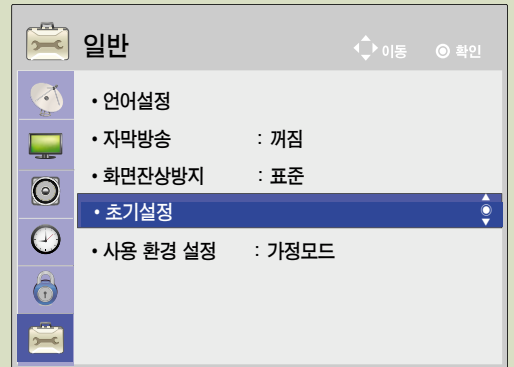 일반 이동 확인
• 언어설정
• 자막방송 : 꺼짐
• 화면잔상방지 : 표준
• 초기설정
• 사용 환경 설정 : 가정모드